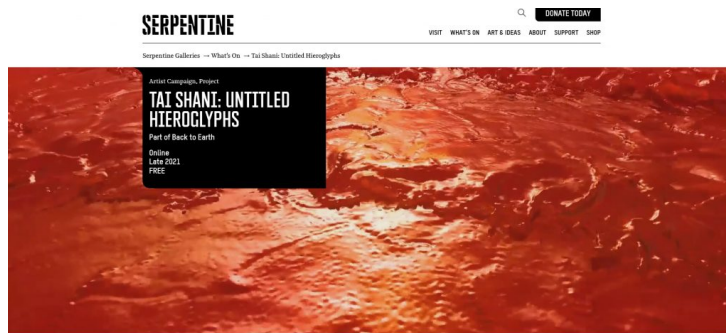 SERPENTINE
DONATE TODAY
VISIT WHAT'S ON ART & IDEAS ABOUT SUPPORT SHOP
Serpentine Galleries → What's On → Tai Shani: Untitled Hieroglyphs
Artist Campaign, Project
TAI SHANI: UNTITLED
HIEROGLYPHS
Part of Back to Earth
Online
Late 2021
FREE